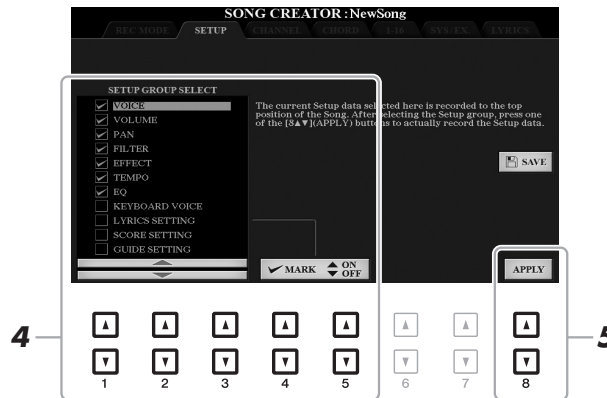 SONG CREATOR : NewSong
REC MODE SETUP CHANNEL CHORD 1-16 SYS/EX. LYRICS
SETUP GROUP SELECT
VOICE
VOLUME
PAN
FILTER
EFFECT
TEMPO
EQ
KEYBOARD VOICE
LYRICS SETTING
SCORE SETTING
GUIDE SETTING
The current Setup data selected here is recorded to the top
position of the Song. After selecting the Setup group, press one
of the [8▲▼](APPLY) buttons to actually record the Setup data.
SAVE
MARK ON
OFF
APPLY
4
5
1 2 3 4 5 6 7 8